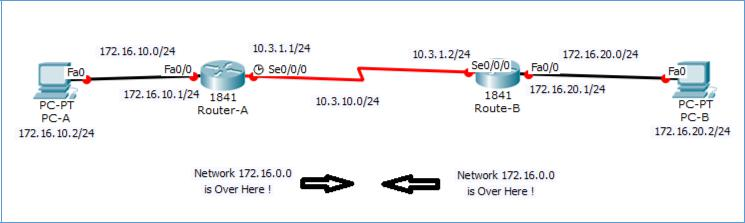 172.16.10.0/24
10.3.1.1/24
10.3.1.2/24
172.16.20.0/24
Fa0
Fa0/0
Se0/0/0
Se0/0/0
Fa0/0
Fa0
172.16.10.1/24
1841
Router-A
10.3.10.0/24
1841
Route-B
172.16.20.1/24
PC-PT
PC-A
172.16.10.2/24
PC-PT
PC-B
172.16.20.2/24
Network 172.16.0.0
is Over Here !
Network 172.16.0.0
is Over Here !